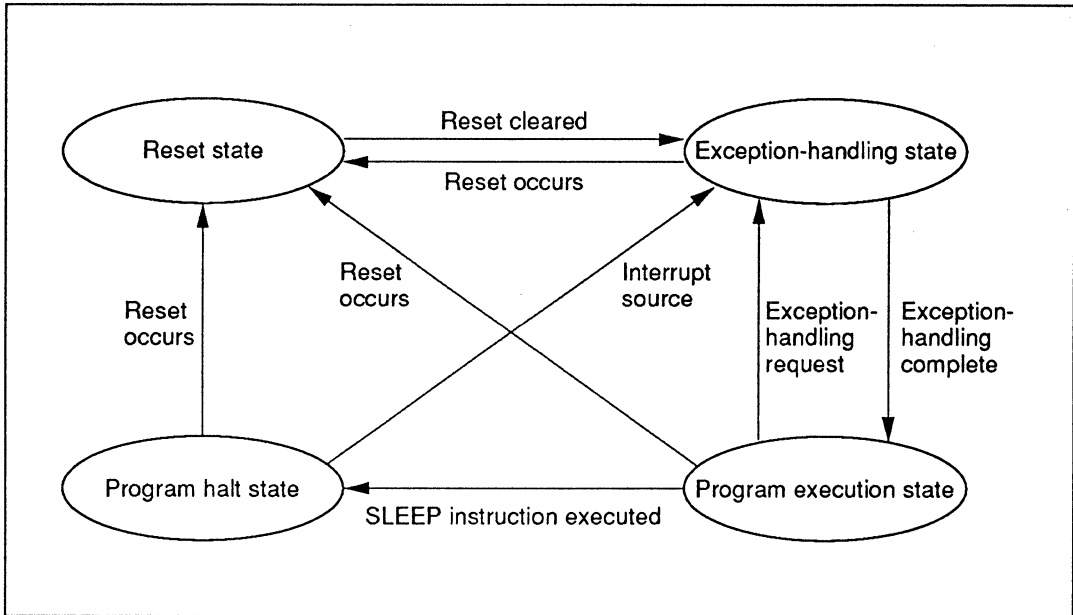 Reset cleared
Reset state
Exception-handling state
Reset occurs
Reset
occurs
Interrupt
source
Reset
occurs
Exception-
handling
request
Exception-
handling
complete
Program halt state
Program execution state
SLEEP instruction executed